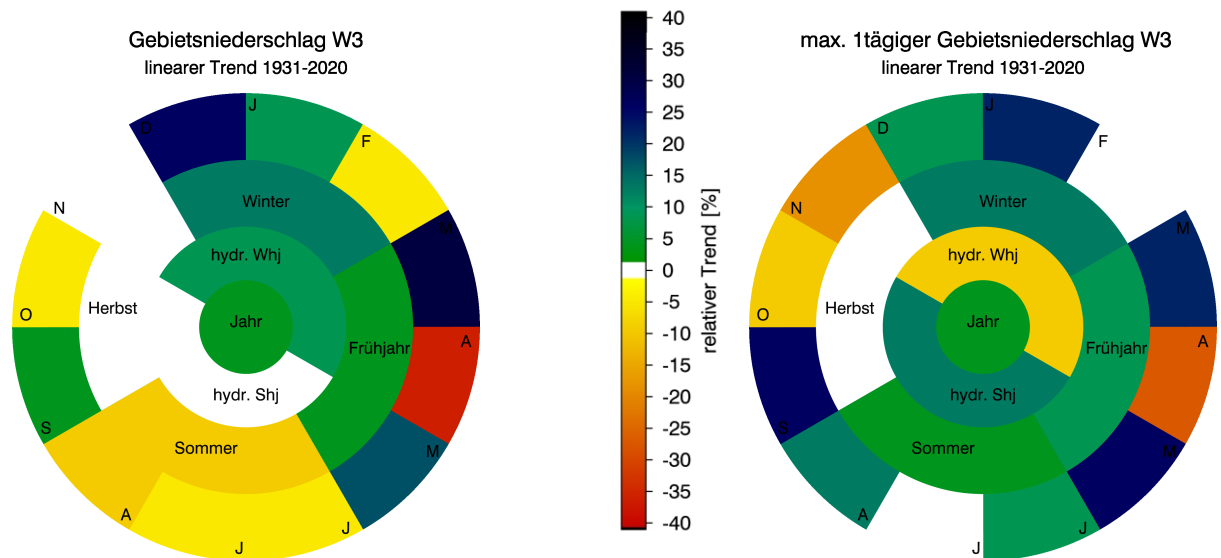 Gebietsniederschlag W3
linearer Trend 1931-2020
J
F
M
A
M
J
J
A
S
O
N
D
Winter
Frühjahr
Sommer
Herbst
hydr. Whj
hydr. Shj
Jahr
40
35
30
25
20
15
10
5
0
-5
-10
-15
-20
-25
-30
-35
-40
relativer Trend [%]
max. 1tägiger Gebietsniederschlag W3
linearer Trend 1931-2020
J
F
M
A
M
J
J
A
S
O
N
D
Winter
Frühjahr
Sommer
Herbst
hydr. Whj
hydr. Shj
Jahr